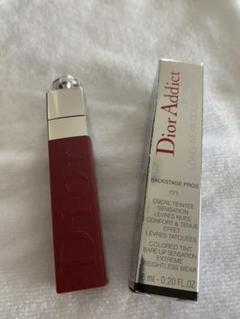 Dior
Dior Addict
BACKSTAGE PROS
771
ENCRE TEINTÉE
SENSATION
LÈVRES NUES
CONFORT & TENUE
EFFET
LÈVRES TATOUÉES
COLORED TINT
BARE-LIP SENSATION
EXTREME
WEIGHTLESS WEAR
6 ml - 0.20 FL.OZ